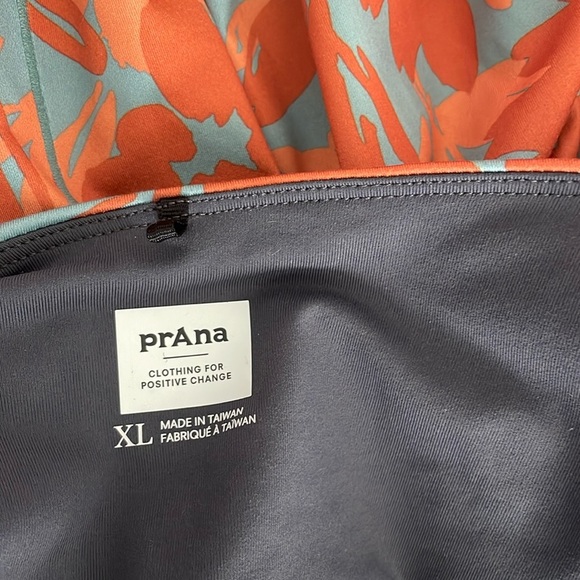 prAna
CLOTHING FOR
POSITIVE CHANGE
XL
MADE IN TAIWAN
FABRIQUÉ À TAÏWAN